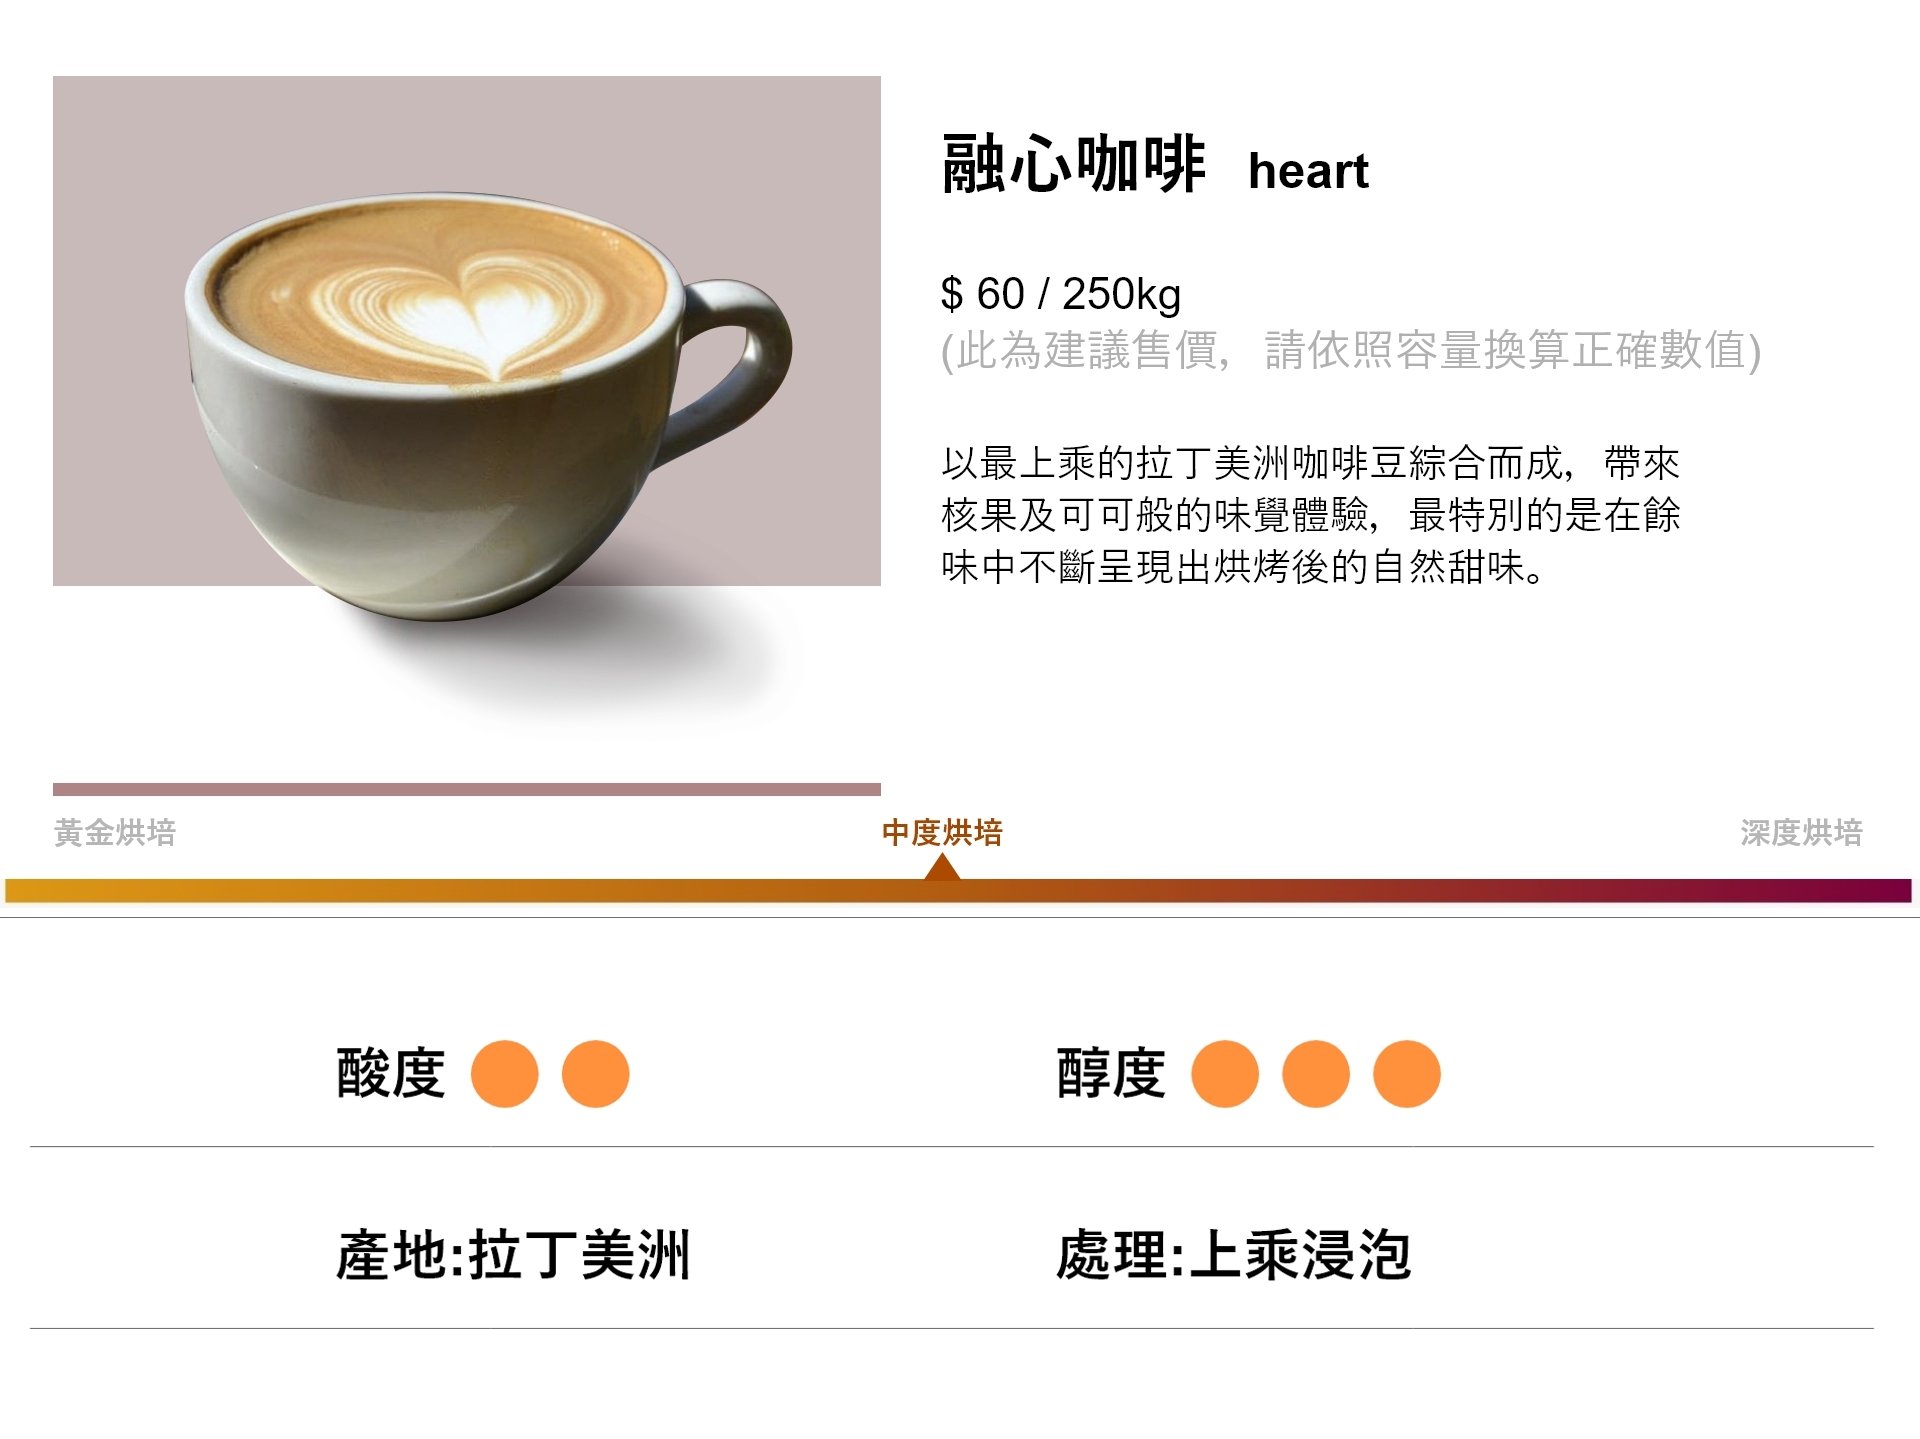 融心咖啡 heart
$ 60 / 250kg
(此為建議售價，請依照容量換算正確數值)
以最上乘的拉丁美洲咖啡豆綜合而成，帶來
核果及可可般的味覺體驗，最特別的是在餘
味中不斷呈現出烘烤後的自然甜味。
黃金烘培 中度烘培 深度烘培
酸度 醇度
產地:拉丁美洲 處理:上乘浸泡